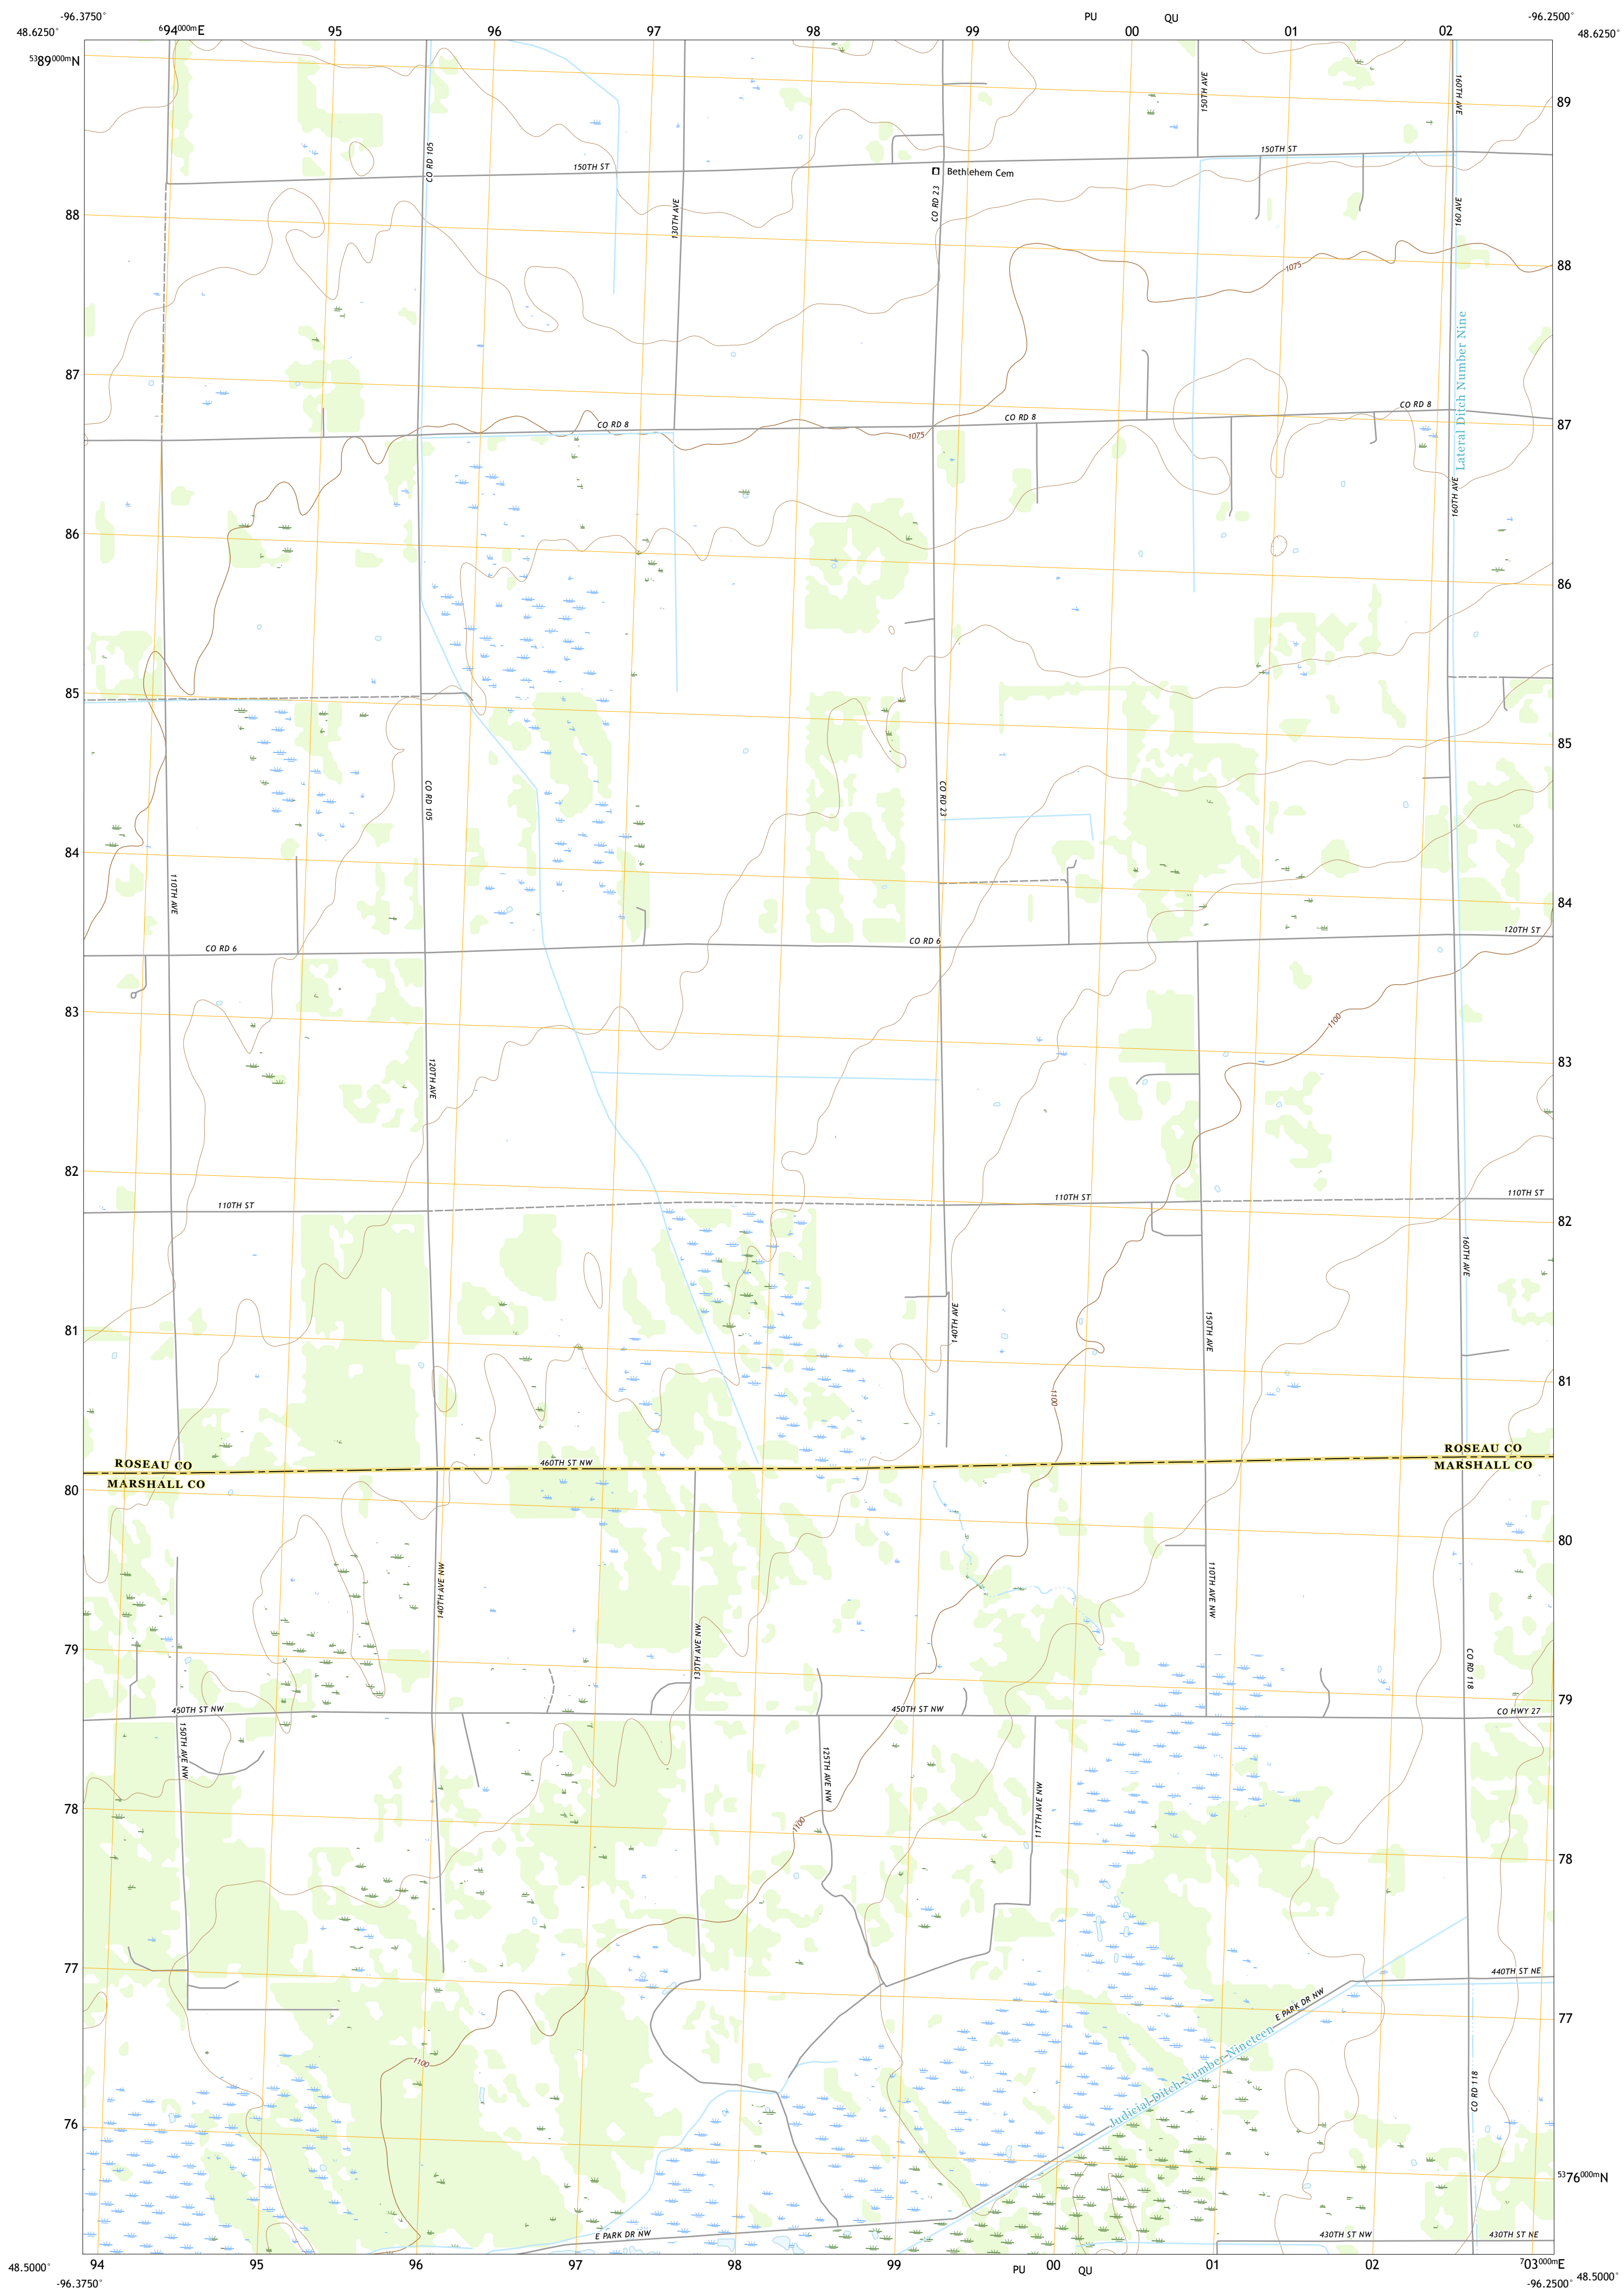 -96.3750° PU QU -96.2500°
48.6250° ⁶94⁰⁰⁰ᵐE 95 96 97 98 99 00 01 02 48.6250°
⁵³89⁰⁰⁰ᵐN
160TH AVE
150TH AVE
89
CO RD 105
150TH ST
150TH ST
Bethlehem Cem
CO RD 23
130TH AVE
160 AVE
88
88
1075
Lateral Ditch Number Nine
87
CO RD 8
CO RD 8
CO RD 8
1075
87
160TH AVE
86
86
85
85
CO RD 105
CO RD 23
84
110TH AVE
84
CO RD 6
CO RD 6
120TH ST
83
1100
83
120TH AVE
82
110TH ST
110TH ST
110TH ST
82
160TH AVE
81
140TH AVE
150TH AVE
81
1100
ROSEAU CO
ROSEAU CO
460TH ST NW
MARSHALL CO
MARSHALL CO
80
80
140TH AVE NW
110TH AVE NW
79
130TH AVE NW
CO RD 118
79
450TH ST NW
450TH ST NW
CO HWY 27
150TH AVE NW
125TH AVE NW
117TH AVE NW
78
1100
78
77
440TH ST NE
E PARK DR NW
77
1100
Judicial Ditch Number Nineteen
CO RD 118
76
⁵³76⁰⁰⁰ᵐN
E PARK DR NW
430TH ST NW
430TH ST NE
48.5000° 94 95 96 97 98 99 00 01 02 ⁷03⁰⁰⁰ᵐE 48.5000°
-96.3750° PU QU -96.2500°